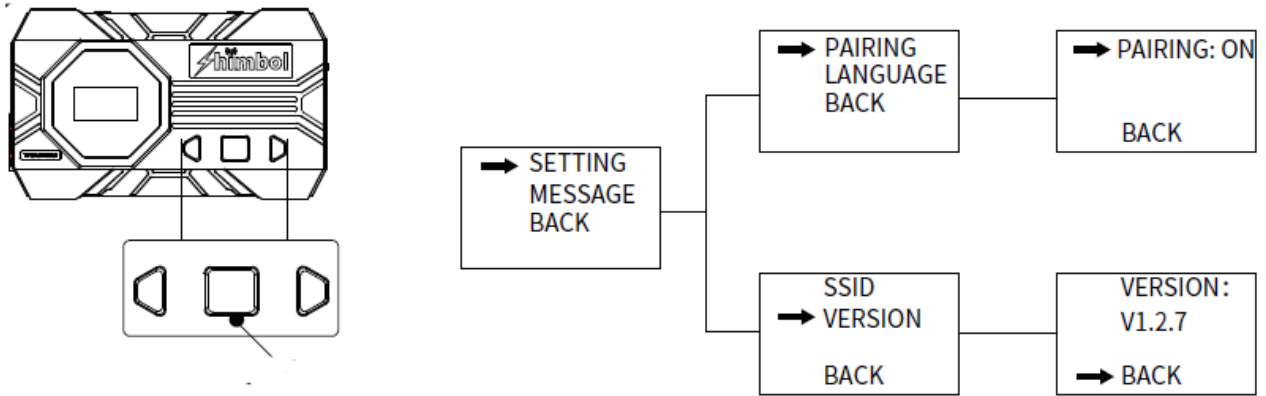 Shimbol
SETTING
MESSAGE
BACK
PAIRING
LANGUAGE
BACK
PAIRING: ON
BACK
SSID
VERSION
BACK
VERSION:
V1.2.7
BACK